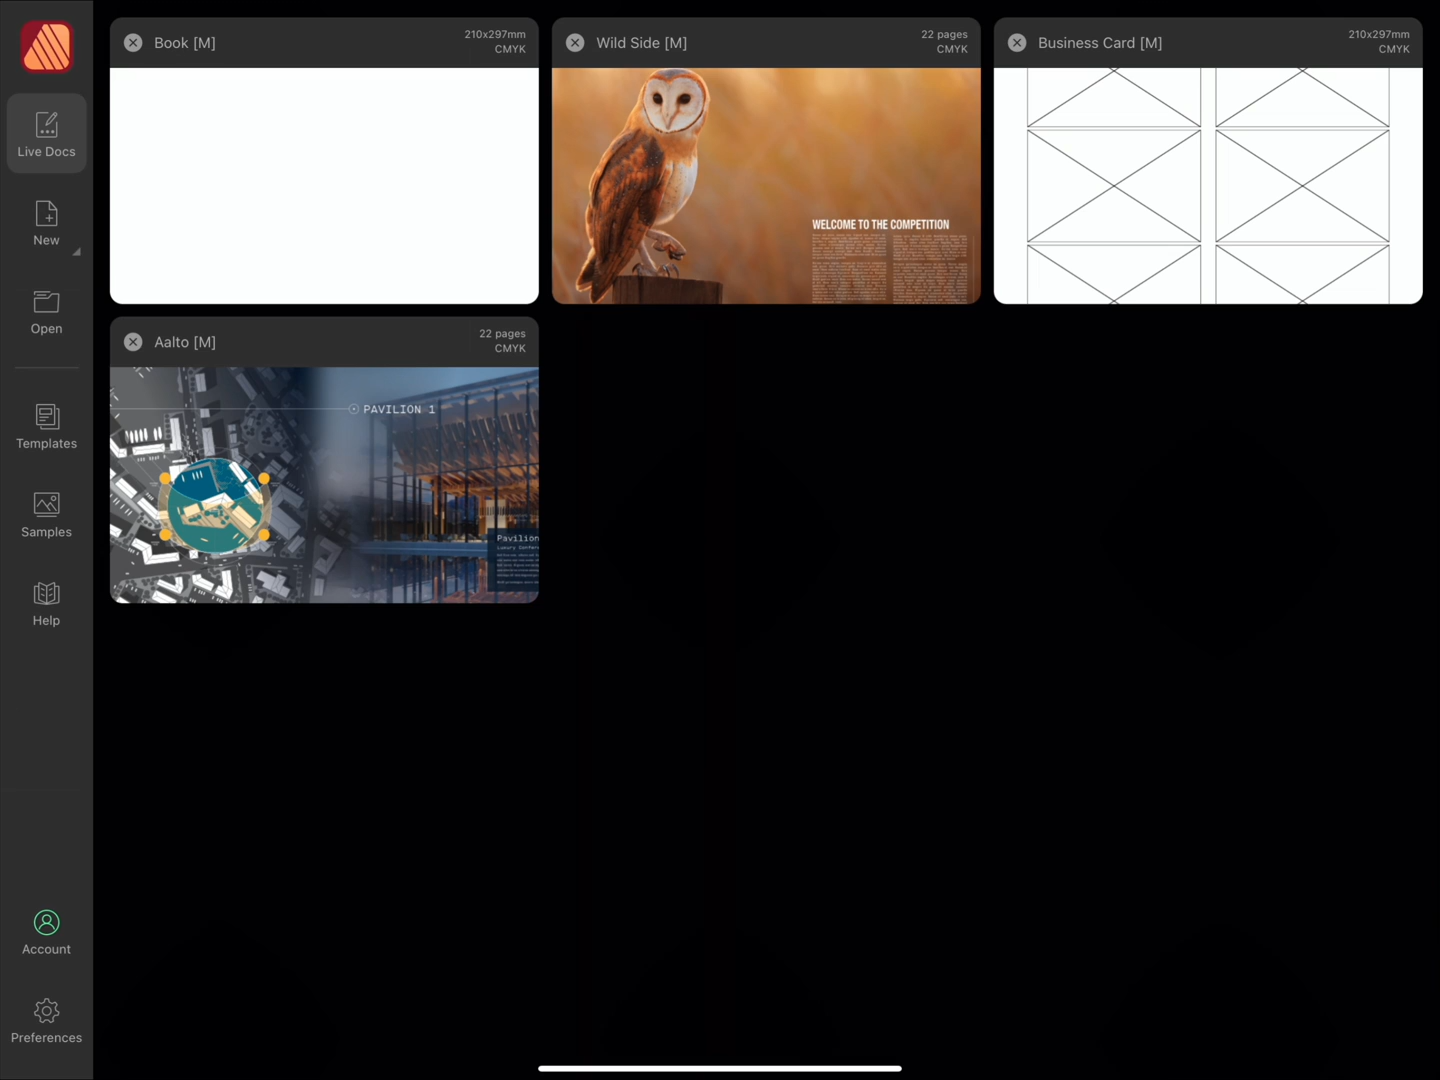 Live Docs
New
Open
Templates
Samples
Help
Account
Preferences
Book [M]
210x297mm
CMYK
Wild Side [M]
22 pages
CMYK
WELCOME TO THE COMPETITION
Business Card [M]
210x297mm
CMYK
Aalto [M]
22 pages
CMYK
PAVILION 1
Pavilion